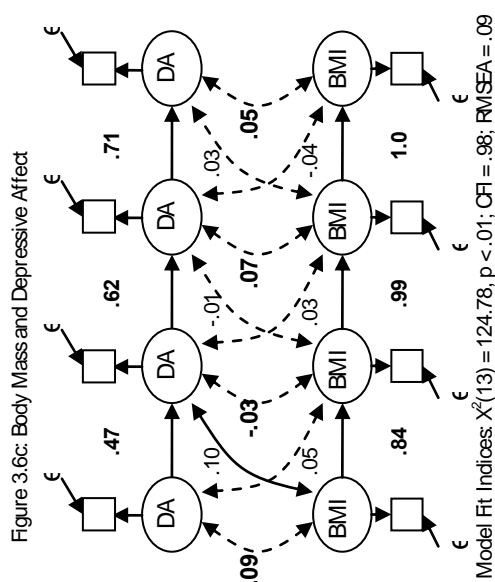 Figure 3.6c: Body Mass and Depressive Affect
ϵ ϵ ϵ ϵ
.47 .62 .71
DA DA DA DA
.10 -.01 .03
.09 -.03 .07 .05
.05 .03 -.04
BMI BMI BMI BMI
.84 .99 1.0
ϵ ϵ ϵ ϵ
Model Fit Indices: X²(13) = 124.78, p < .01; CFI = .98; RMSEA = .09